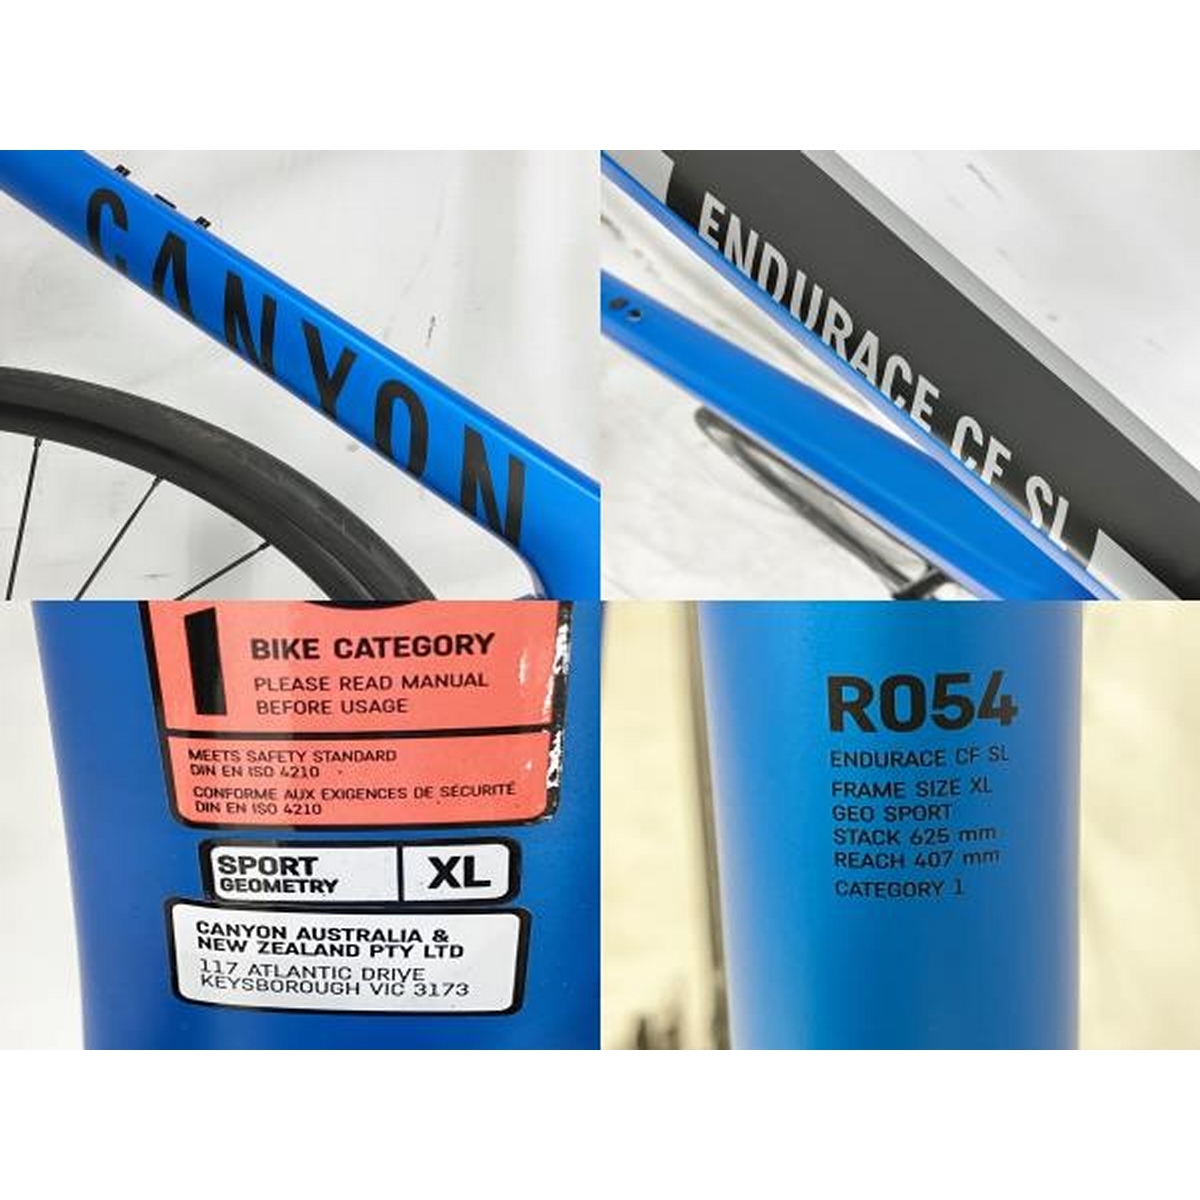 CANYON
ENDURACE CF SL
1
BIKE CATEGORY
PLEASE READ MANUAL
BEFORE USAGE
MEETS SAFETY STANDARD
DIN EN ISO 4210
CONFORME AUX EXIGENCES DE SÉCURITÉ
DIN EN ISO 4210
SPORT
GEOMETRY
XL
CANYON AUSTRALIA &
NEW ZEALAND PTY LTD
117 ATLANTIC DRIVE
KEYSBOROUGH VIC 3173
R054
ENDURACE CF SL
FRAME SIZE XL
GEO SPORT
STACK 625 mm
REACH 407 mm
CATEGORY 1